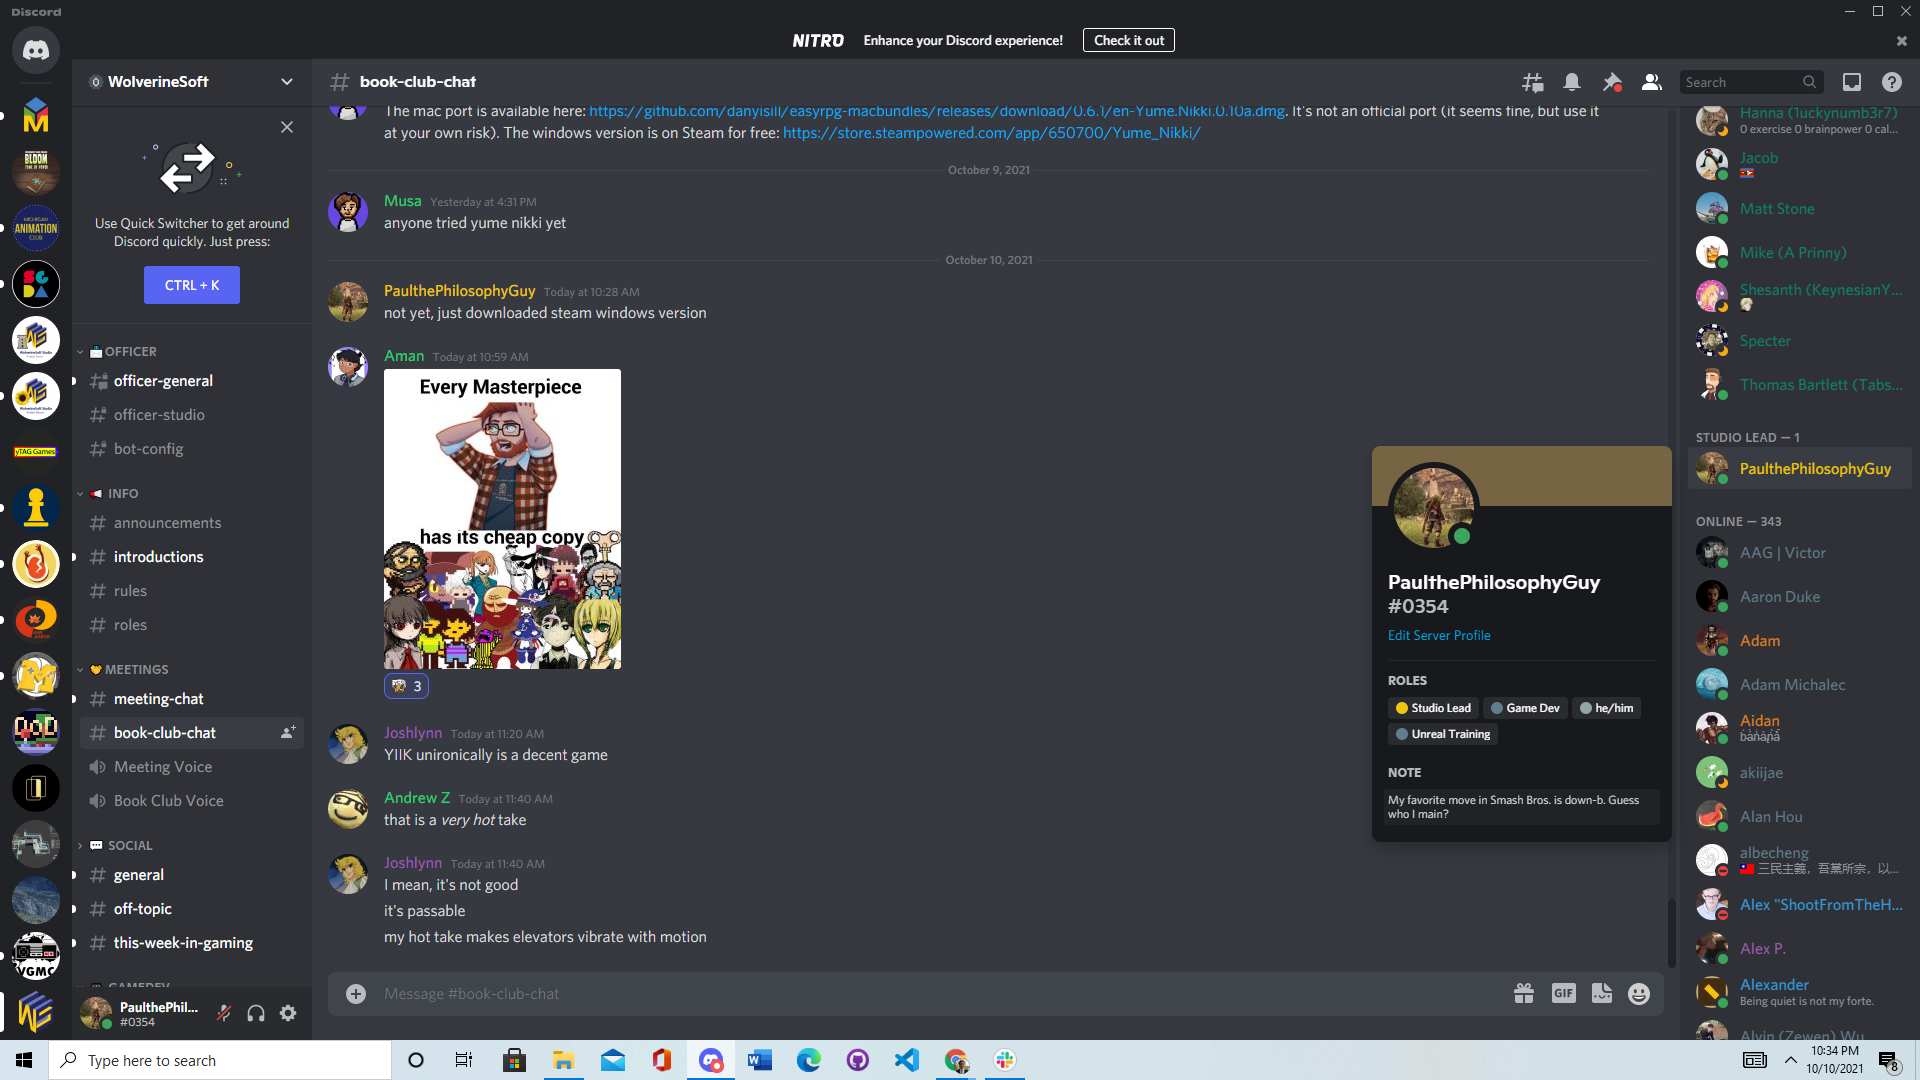 Discord
NITRO Enhance your Discord experience! Check it out
MICHIGAN
ANIMATION
CLUB
BLOOM
yTAG Games
VGMC
WolverineSoft
Use Quick Switcher to get around
Discord quickly. Just press:
CTRL + K
OFFICER
officer-general
officer-studio
bot-config
INFO
announcements
introductions
rules
roles
MEETINGS
meeting-chat
book-club-chat
Meeting Voice
Book Club Voice
SOCIAL
general
off-topic
this-week-in-gaming
GAMEDEV
PaulthePhil...
#0354
# book-club-chat
Search
The mac port is available here: https://github.com/danyisill/easyrpg-macbundles/releases/download/0.6.1/en-Yume.Nikki.0.10a.dmg. It's not an official port (it seems fine, but use it
at your own risk). The windows version is on Steam for free: https://store.steampowered.com/app/650700/Yume_Nikki/
October 9, 2021
Musa Yesterday at 4:31 PM
anyone tried yume nikki yet
October 10, 2021
PaulthePhilosophyGuy Today at 10:28 AM
not yet, just downloaded steam windows version
Aman Today at 10:59 AM
Every Masterpiece
has its cheap copy
3
Joshlynn Today at 11:20 AM
YIIK unironically is a decent game
Andrew Z Today at 11:40 AM
that is a very hot take
Joshlynn Today at 11:40 AM
I mean, it's not good
it's passable
my hot take makes elevators vibrate with motion
Message #book-club-chat
GIF
PaulthePhilosophyGuy
#0354
Edit Server Profile
ROLES
Studio Lead Game Dev he/him
Unreal Training
NOTE
My favorite move in Smash Bros. is down-b. Guess
who I main?
Hanna (1uckynumb3r7)
0 exercise 0 brainpower 0 cal...
Jacob
Matt Stone
Mike (A Prinny)
Shesanth (KeynesianY...
Specter
Thomas Bartlett (Tabs...
STUDIO LEAD — 1
PaulthePhilosophyGuy
ONLINE — 343
AAG | Victor
Aaron Duke
Adam
Adam Michalec
Aidan
banana
akiijae
Alan Hou
albecheng
三民主義，吾黨所宗，以...
Alex "ShootFromTheH...
Alex P.
Alexander
Being quiet is not my forte.
Alvin (Zewen) Wu
Type here to search
10:34 PM
10/10/2021
8